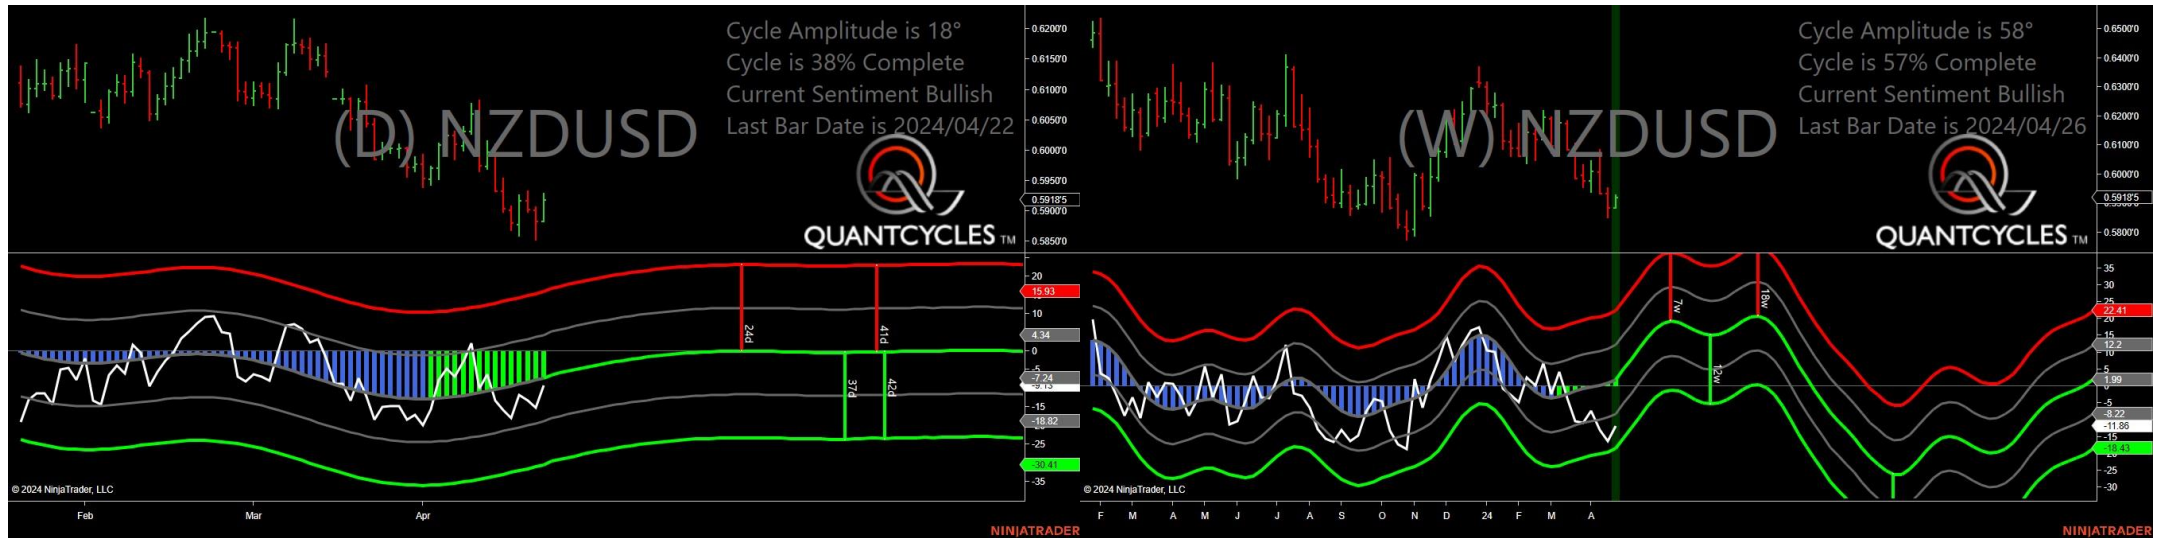 Cycle Amplitude is 18°
Cycle is 38% Complete
Current Sentiment Bullish
Last Bar Date is 2024/04/22
(D) NZDUSD
QUANTCYCLES TM
0.6200'0
0.6150'0
0.6100'0
0.6050'0
0.6000'0
0.5950'0
0.5918'5
0.5900'0
0.5850'0
20
15.93
10
4.34
0
-5
-7.24
-9.13
-15
-18.82
-25
-30.41
-35
24d
41d
37d
42d
© 2024 NinjaTrader, LLC
Feb
Mar
Apr
NINJATRADER
Cycle Amplitude is 58°
Cycle is 57% Complete
Current Sentiment Bullish
Last Bar Date is 2024/04/26
(W) NZDUSD
QUANTCYCLES TM
0.6500'0
0.6400'0
0.6300'0
0.6200'0
0.6100'0
0.6000'0
0.5918'5
0.5800'0
35
30
25
22.41
20
15
12.2
10
5
1.99
-5
-8.22
-11.86
-15
-18.43
-25
-30
7w
18w
12w
© 2024 NinjaTrader, LLC
F M A M J J A S O N D 24 F M A
NINJATRADER